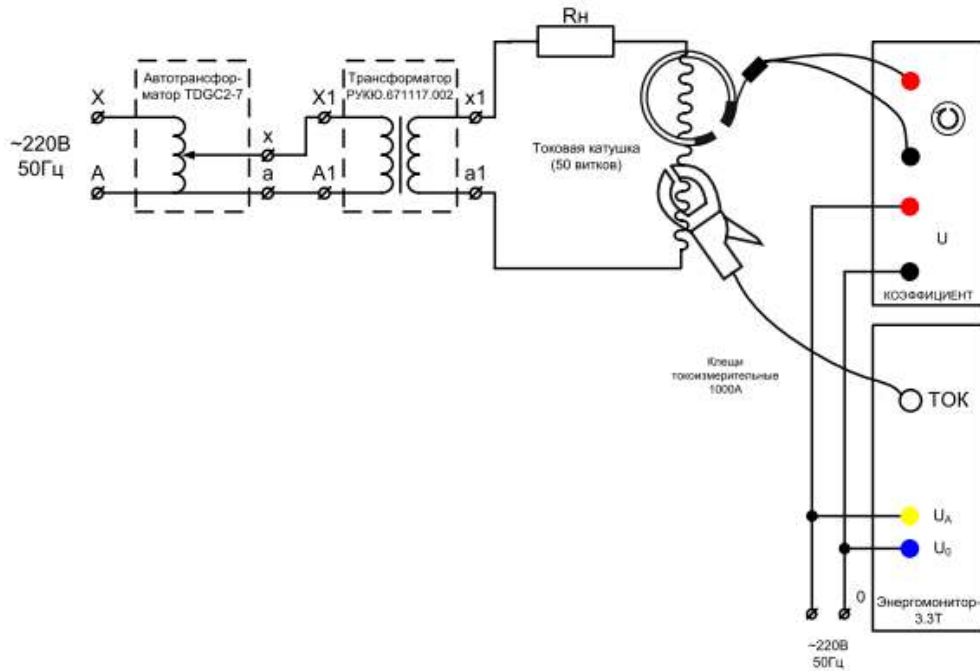 Rн
Автотрансфор-
матор TDGC2-7
Трансформатор
РУКЮ.671117.002
X
X1
x1
x
~220В
50Гц
A
a
A1
a1
Токовая катушка
(50 витков)
U
КОЭФФИЦИЕНТ
Клещи
токоизмерительные
1000А
ТОК
UA
U0
0
Энергомонитор-
3.3Т
~220В
50Гц